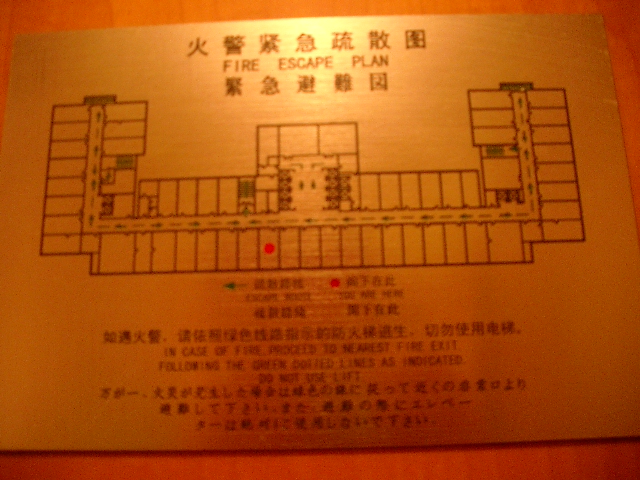 火警紧急疏散图
FIRE ESCAPE PLAN
緊急避難図
疏散路线 阁下在此
ESCAPE ROUTE YOU ARE HERE
阁下在此
如遇火警，请依照绿色线路指示的防火梯逃生，切勿使用电梯。
IN CASE OF FIRE,PROCEED TO NEAREST FIRE EXIT
FOLLOWING THE GREEN DOTTED LINES AS INDICATED.
DO NOT USE LIFT
万が一、火災が発生した場合は緑色の線に従って近くの非常口より
避難して下さい。また、避難の際にエレベー
ターは絶対に使用しないで下さい.